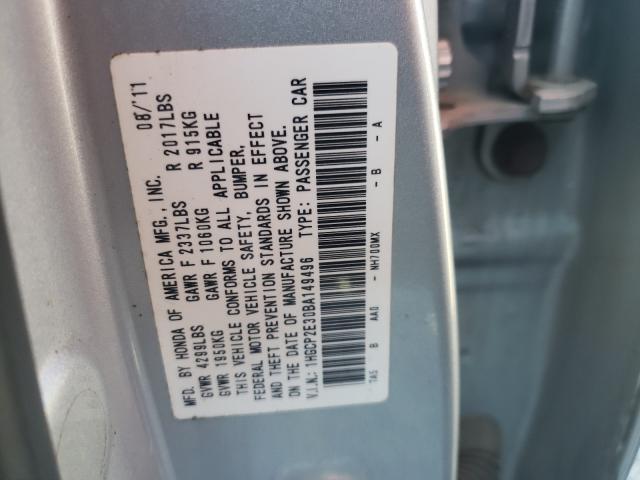 MFD. BY HONDA OF AMERICA MFG., INC. 08/'11
GVWR 4299LBS GAWR F 2337LBS R 2017LBS
GVWR 1950KG GAWR F 1060KG R 915KG
THIS VEHICLE CONFORMS TO ALL APPLICABLE
FEDERAL MOTOR VEHICLE SAFETY, BUMPER,
AND THEFT PREVENTION STANDARDS IN EFFECT
ON THE DATE OF MANUFACTURE SHOWN ABOVE.
V.I.N.: 1HGCP2E30BA149496 TYPE: PASSENGER CAR
TA5 B AA0 - NH700MX - B - A